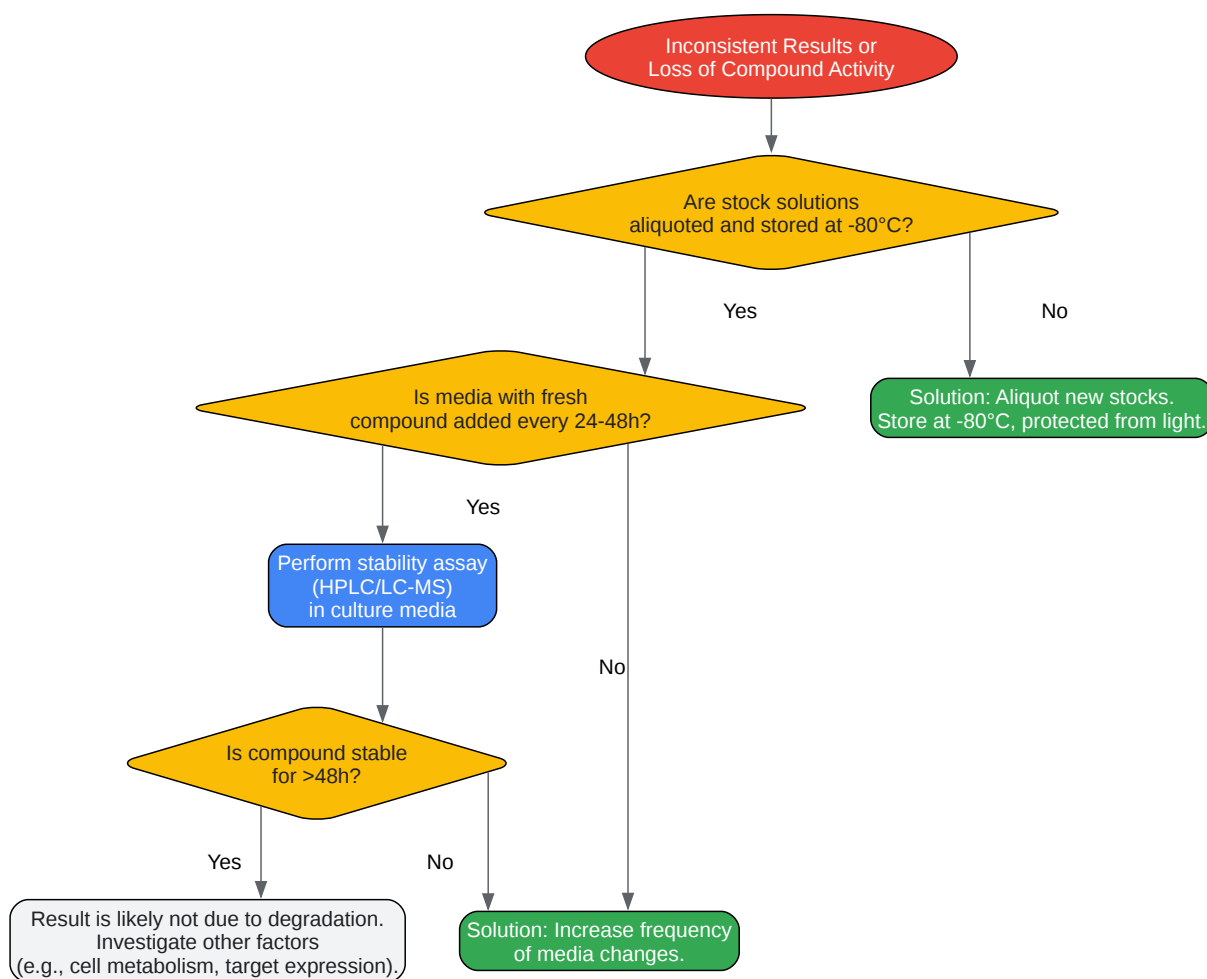 Inconsistent Results or
Loss of Compound Activity
Are stock solutions
aliquoted and stored at -80°C?
Yes
No
Is media with fresh
compound added every 24-48h?
Solution: Aliquot new stocks.
Store at -80°C, protected from light.
Yes
Perform stability assay
(HPLC/LC-MS)
in culture media
No
Is compound stable
for >48h?
Yes
No
Result is likely not due to degradation.
Investigate other factors
(e.g., cell metabolism, target expression).
Solution: Increase frequency
of media changes.